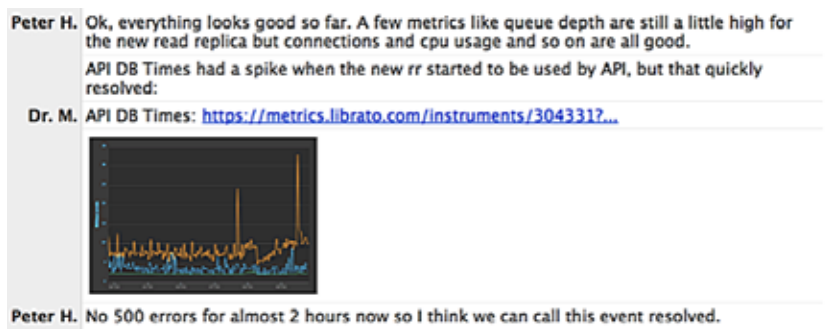 Peter H. Ok, everything looks good so far. A few metrics like queue depth are still a little high for
the new read replica but connections and cpu usage and so on are all good.
API DB Times had a spike when the new rr started to be used by API, but that quickly
resolved:
Dr. M. API DB Times: https://metrics.librato.com/instruments/304331?...
Peter H. No 500 errors for almost 2 hours now so I think we can call this event resolved.